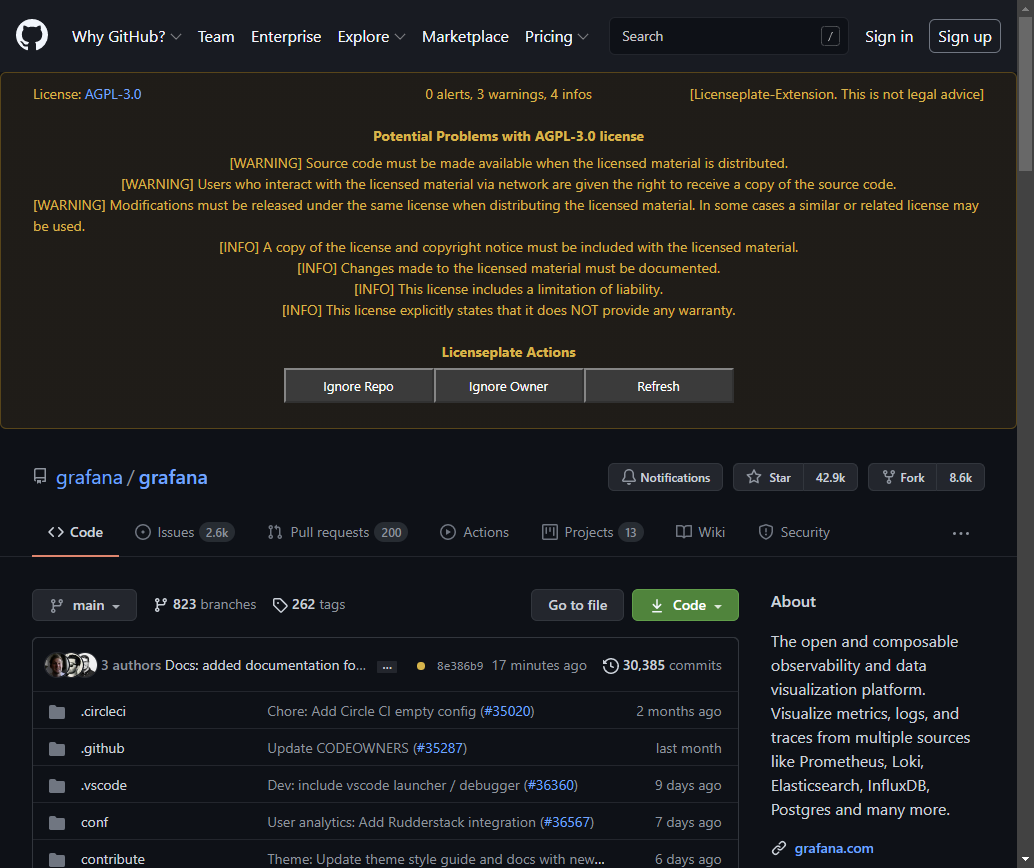 Why GitHub? Team Enterprise Explore Marketplace Pricing Search / Sign in Sign up
License: AGPL-3.0 0 alerts, 3 warnings, 4 infos [Licenseplate-Extension. This is not legal advice]
Potential Problems with AGPL-3.0 license
[WARNING] Source code must be made available when the licensed material is distributed.
[WARNING] Users who interact with the licensed material via network are given the right to receive a copy of the source code.
[WARNING] Modifications must be released under the same license when distributing the licensed material. In some cases a similar or related license may
be used.
[INFO] A copy of the license and copyright notice must be included with the licensed material.
[INFO] Changes made to the licensed material must be documented.
[INFO] This license includes a limitation of liability.
[INFO] This license explicitly states that it does NOT provide any warranty.
Licenseplate Actions
Ignore Repo Ignore Owner Refresh
grafana / grafana Notifications Star 42.9k Fork 8.6k
Code Issues 2.6k Pull requests 200 Actions Projects 13 Wiki Security ...
main 823 branches 262 tags Go to file Code
3 authors Docs: added documentation fo... ... 8e386b9 17 minutes ago 30,385 commits
.circleci Chore: Add Circle CI empty config (#35020) 2 months ago
.github Update CODEOWNERS (#35287) last month
.vscode Dev: include vscode launcher / debugger (#36360) 9 days ago
conf User analytics: Add Rudderstack integration (#36567) 7 days ago
contribute Theme: Update theme style guide and docs with new... 6 days ago
About
The open and composable
observability and data
visualization platform.
Visualize metrics, logs, and
traces from multiple sources
like Prometheus, Loki,
Elasticsearch, InfluxDB,
Postgres and many more.
grafana.com